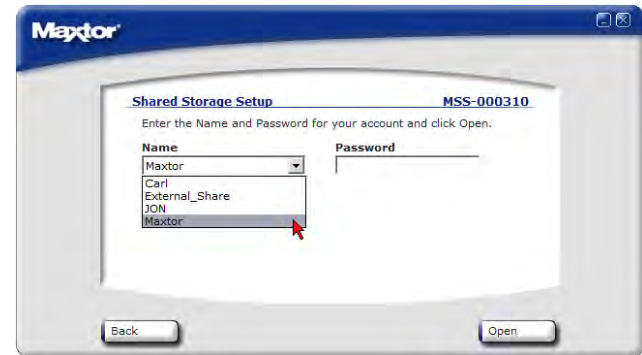 Maxtor
Shared Storage Setup MSS-000310
Enter the Name and Password for your account and click Open.
Name Password
Maxtor
Carl
External_Share
JON
Maxtor
Back Open